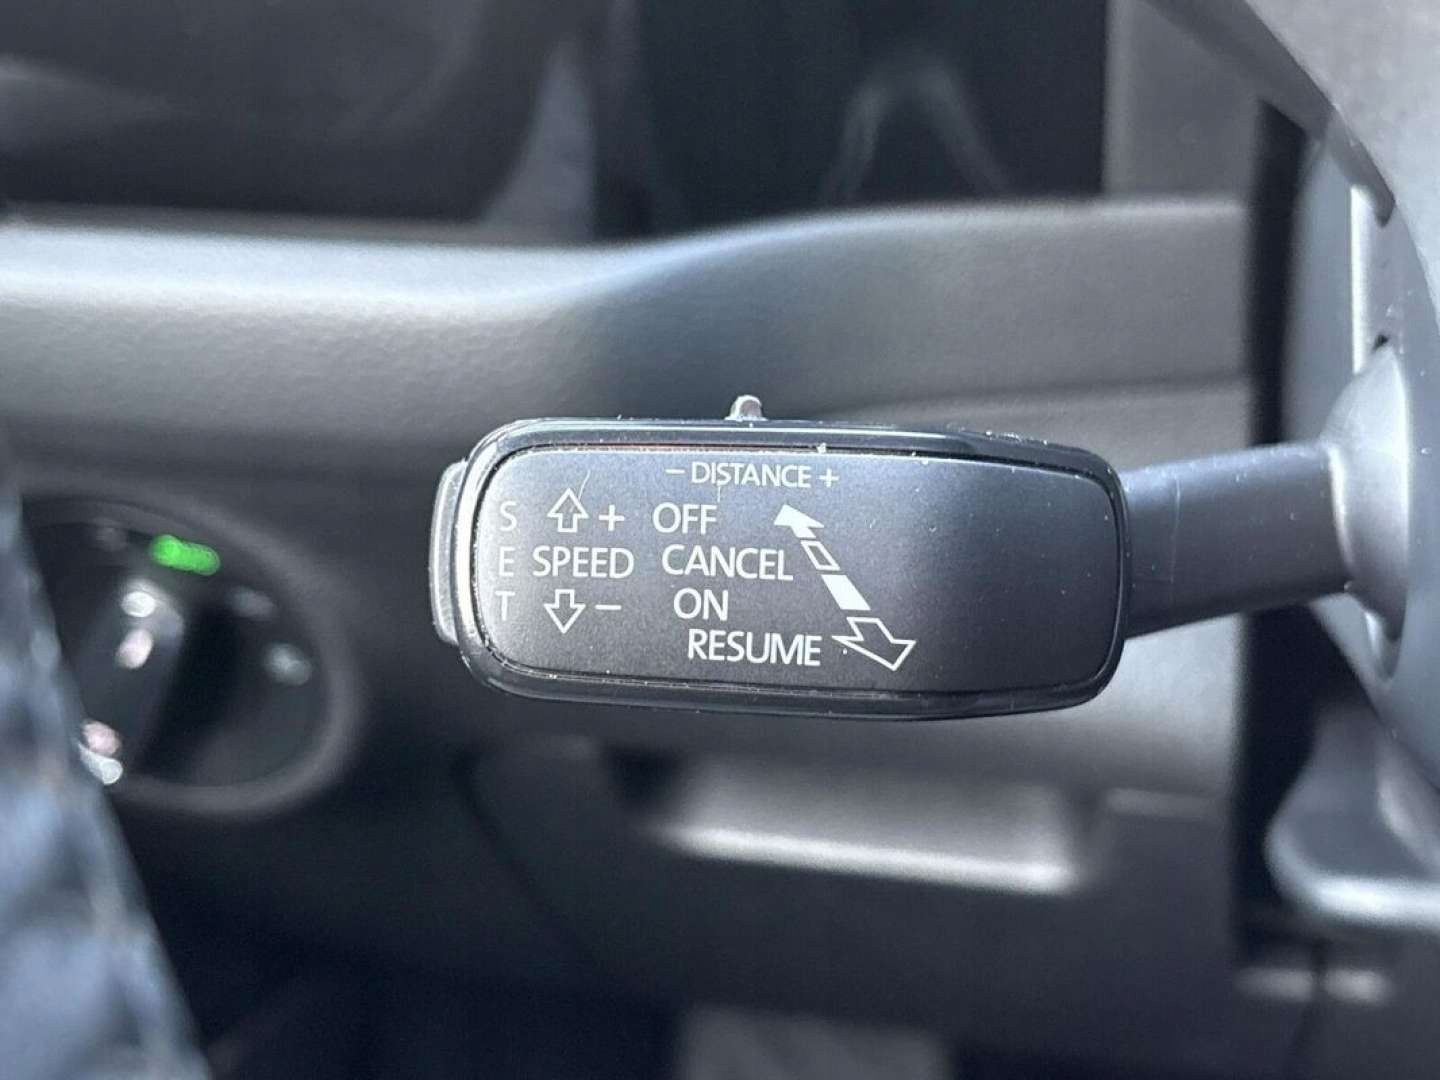 – DISTANCE +
S + OFF
E SPEED CANCEL
T – ON
RESUME